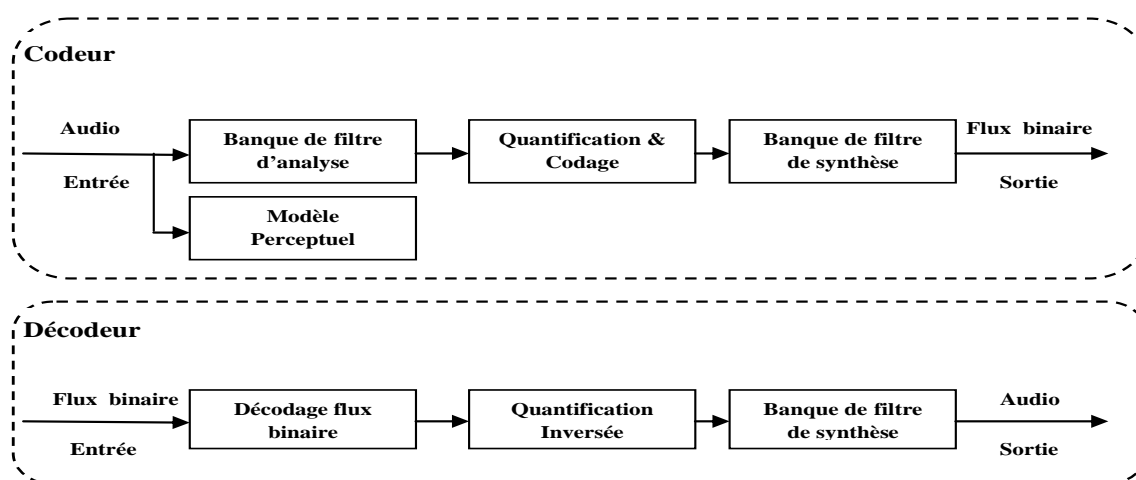 Codeur
Audio
Entrée
Banque de filtre
d'analyse
Quantification &
Codage
Banque de filtre
de synthèse
Flux binaire
Sortie
Modèle
Perceptuel
Décodeur
Flux binaire
Entrée
Décodage flux
binaire
Quantification
Inversée
Banque de filtre
de synthèse
Audio
Sortie